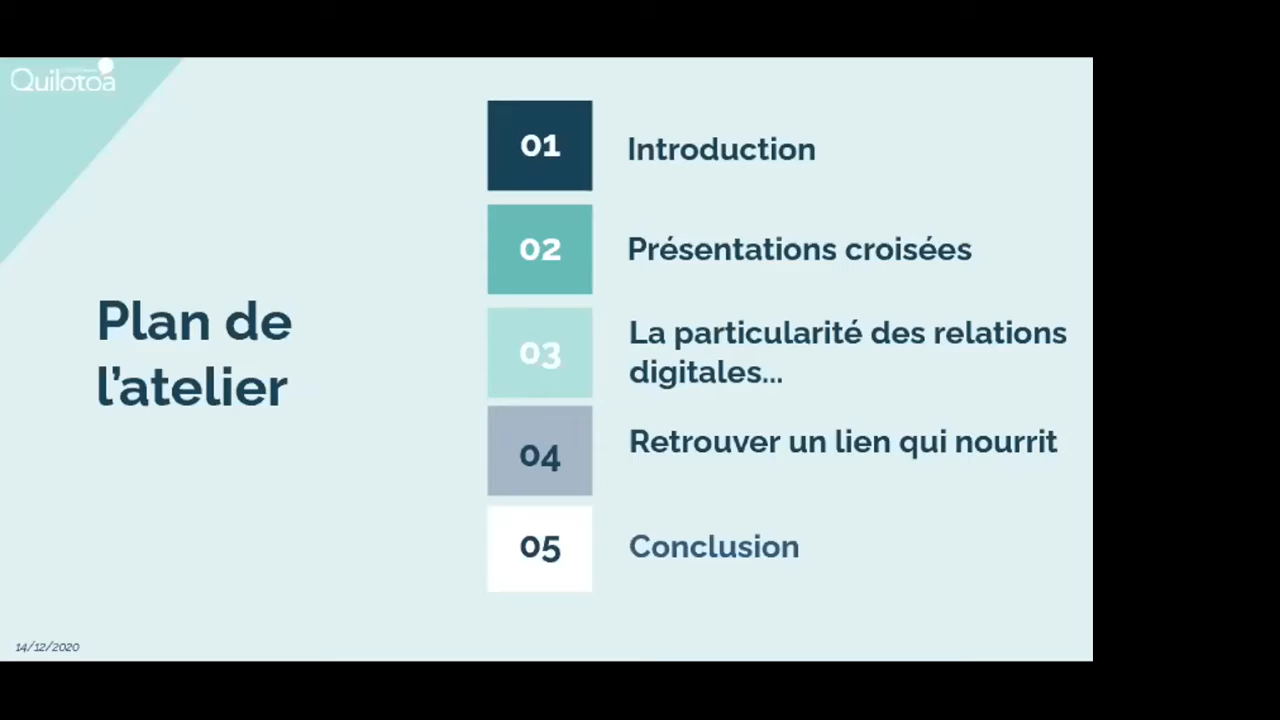 Quilotoa
Plan de
l'atelier
01
Introduction
02
Présentations croisées
03
La particularité des relations
digitales...
04
Retrouver un lien qui nourrit
05
Conclusion
14/12/2020